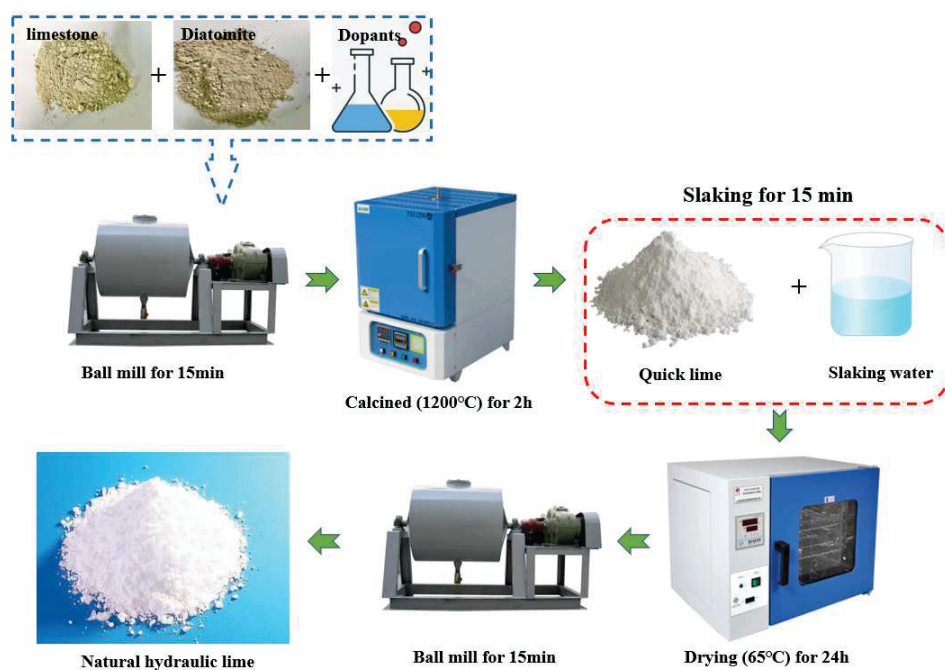 limestone
Diatomite
Dopants
+
+
+
+
Slaking for 15 min
+
Quick lime
Slaking water
Ball mill for 15min
Calcined (1200°C) for 2h
Natural hydraulic lime
Ball mill for 15min
Drying (65°C) for 24h